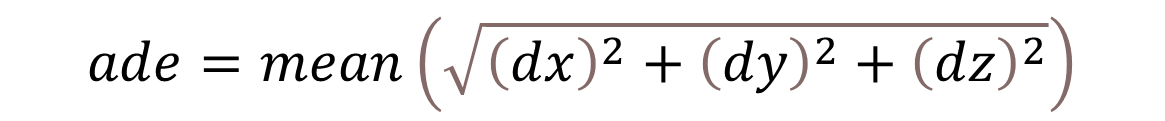 ade = mean(√((dx)² + (dy)² + (dz)²))